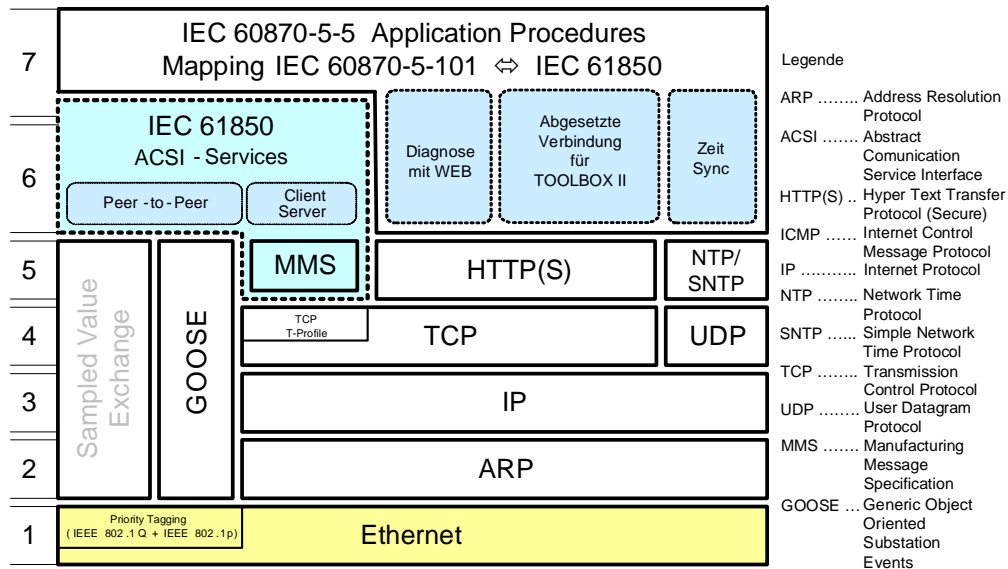 7
IEC 60870-5-5 Application Procedures
Mapping IEC 60870-5-101 ⇔ IEC 61850
6
IEC 61850
ACSI - Services
Peer -to- Peer
Client
Server
Diagnose
mit WEB
Abgesetzte
Verbindung
für
TOOLBOX II
Zeit
Sync
5
MMS
HTTP(S)
NTP/
SNTP
4
TCP
T-Profile
TCP
UDP
Sampled Value
Exchange
GOOSE
3
IP
2
ARP
1
Priority Tagging
( IEEE 802.1 Q + IEEE 802.1p)
Ethernet
Legende
ARP ........ Address Resolution
Protocol
ACSI ...... Abstract
Comunication
Service Interface
HTTP(S) .. Hyper Text Transfer
Protocol (Secure)
ICMP ...... Internet Control
Message Protocol
IP ........... Internet Protocol
NTP ........ Network Time
Protocol
SNTP ...... Simple Network
Time Protocol
TCP ........ Transmission
Control Protocol
UDP ........ User Datagram
Protocol
MMS ....... Manufacturing
Message
Specification
GOOSE ... Generic Object
Oriented
Substation
Events